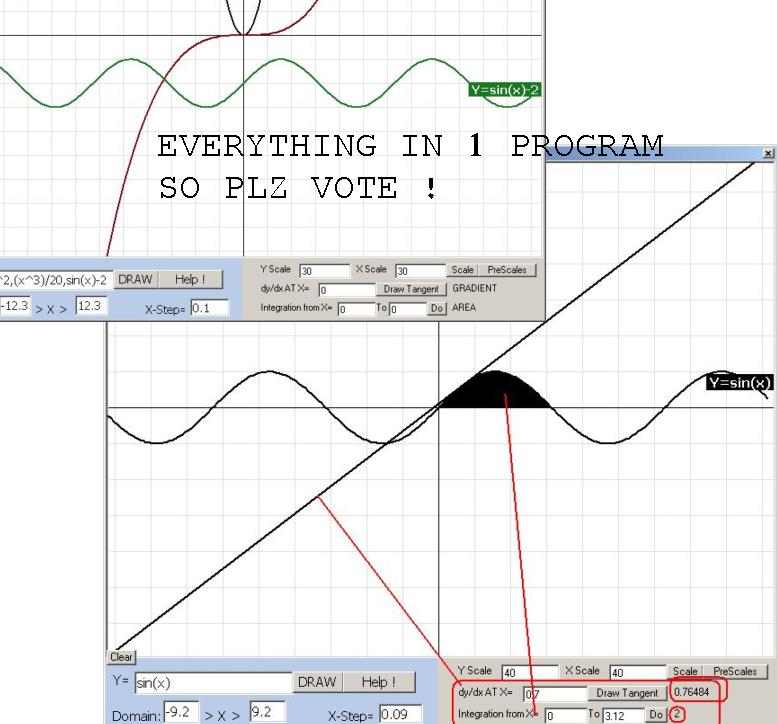 Y=sin(x)-2
EVERYTHING IN 1 PROGRAM
SO PLZ VOTE !
^2,(x^3)/20,sin(x)-2 DRAW Help !
Y Scale 30 X Scale 30 Scale PreScales
dy/dx AT X= 0 Draw Tangent GRADIENT
-12.3 > X > 12.3 X-Step= 0.1
Integration from X= 0 To 0 Do AREA
Y=sin(x)
Clear
Y= sin(x) DRAW Help !
Y Scale 40 X Scale 40 Scale PreScales
dy/dx AT X= 0.7 Draw Tangent 0.76484
Domain: -9.2 > X > 9.2 X-Step= 0.09
Integration from X= 0 To 3.12 Do 2